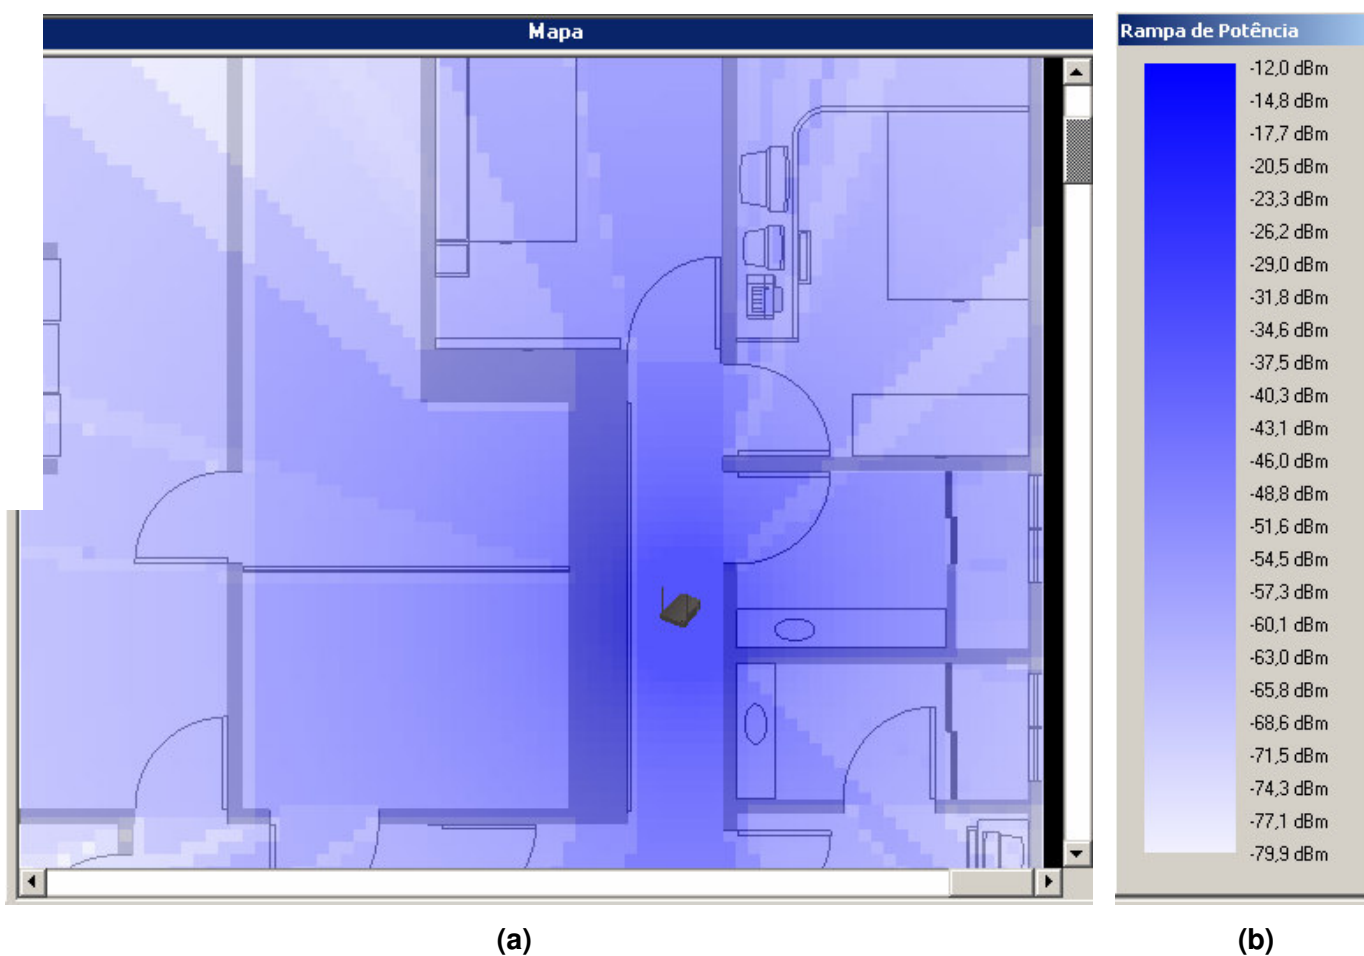 Mapa
Rampa de Potência
-12,0 dBm
-14,8 dBm
-17,7 dBm
-20,5 dBm
-23,3 dBm
-26,2 dBm
-29,0 dBm
-31,8 dBm
-34,6 dBm
-37,5 dBm
-40,3 dBm
-43,1 dBm
-46,0 dBm
-48,8 dBm
-51,6 dBm
-54,5 dBm
-57,3 dBm
-60,1 dBm
-63,0 dBm
-65,8 dBm
-68,6 dBm
-71,5 dBm
-74,3 dBm
-77,1 dBm
-79,9 dBm
(a)
(b)